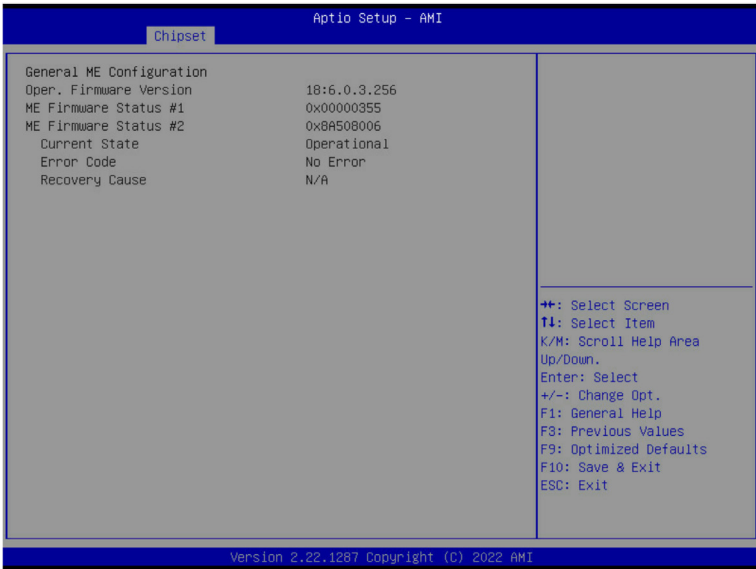 Aptio Setup – AMI
Chipset
General ME Configuration
Oper. Firmware Version 18:6.0.3.256
ME Firmware Status #1 0x00000355
ME Firmware Status #2 0x8A508006
Current State Operational
Error Code No Error
Recovery Cause N/A
→←: Select Screen
↑↓: Select Item
K/M: Scroll Help Area
Up/Down.
Enter: Select
+/-: Change Opt.
F1: General Help
F3: Previous Values
F9: Optimized Defaults
F10: Save & Exit
ESC: Exit
Version 2.22.1287 Copyright (C) 2022 AMI